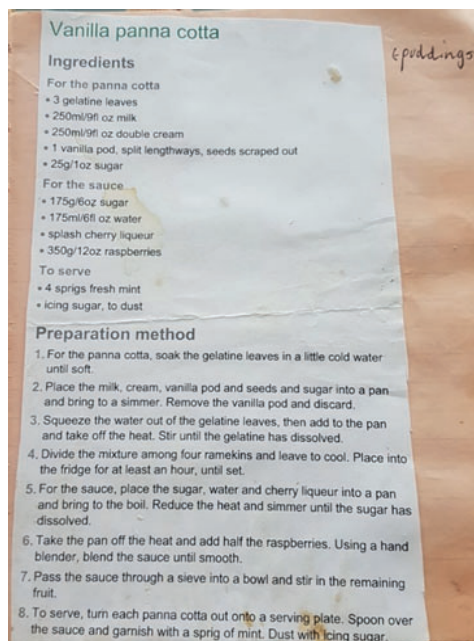 Vanilla panna cotta
puddings
Ingredients
For the panna cotta
• 3 gelatine leaves
• 250ml/9fl oz milk
• 250ml/9fl oz double cream
• 1 vanilla pod, split lengthways, seeds scraped out
• 25g/1oz sugar
For the sauce
• 175g/6oz sugar
• 175ml/6fl oz water
• splash cherry liqueur
• 350g/12oz raspberries
To serve
• 4 sprigs fresh mint
• icing sugar, to dust
Preparation method
1. For the panna cotta, soak the gelatine leaves in a little cold water
until soft.
2. Place the milk, cream, vanilla pod and seeds and sugar into a pan
and bring to a simmer. Remove the vanilla pod and discard.
3. Squeeze the water out of the gelatine leaves, then add to the pan
and take off the heat. Stir until the gelatine has dissolved.
4. Divide the mixture among four ramekins and leave to cool. Place into
the fridge for at least an hour, until set.
5. For the sauce, place the sugar, water and cherry liqueur into a pan
and bring to the boil. Reduce the heat and simmer until the sugar has
dissolved.
6. Take the pan off the heat and add half the raspberries. Using a hand
blender, blend the sauce until smooth.
7. Pass the sauce through a sieve into a bowl and stir in the remaining
fruit.
8. To serve, turn each panna cotta out onto a serving plate. Spoon over
the sauce and garnish with a sprig of mint. Dust with icing sugar.